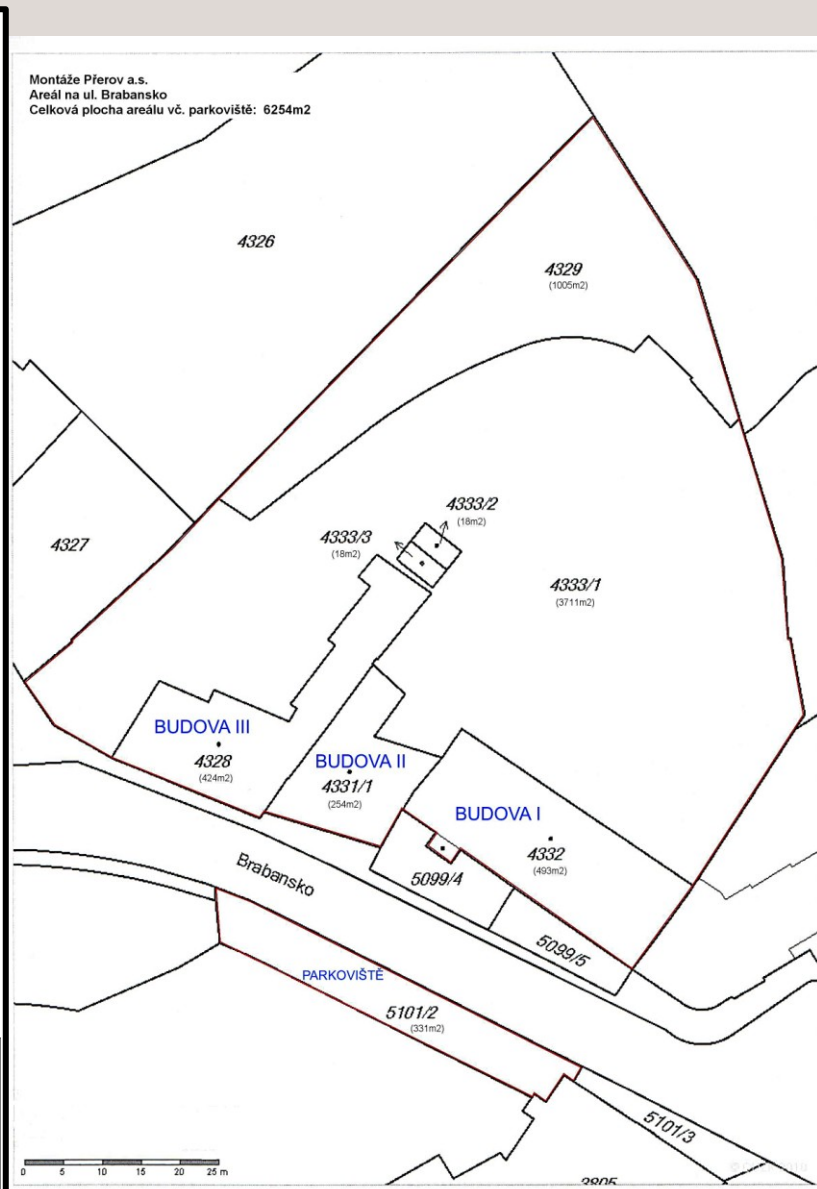 Montáže Přerov a.s.
Areál na ul. Brabansko
Celková plocha areálu vč. parkoviště: 6254m2
4326
4329
(1005m2)
4333/2
(18m2)
4333/3
(18m2)
4327
4333/1
(3711m2)
BUDOVA III
4328
(424m2)
BUDOVA II
4331/1
(254m2)
BUDOVA I
4332
(493m2)
Brabansko
5099/4
5099/5
PARKOVIŠTĚ
5101/2
(331m2)
5101/3
3805
0 5 10 15 20 25 m